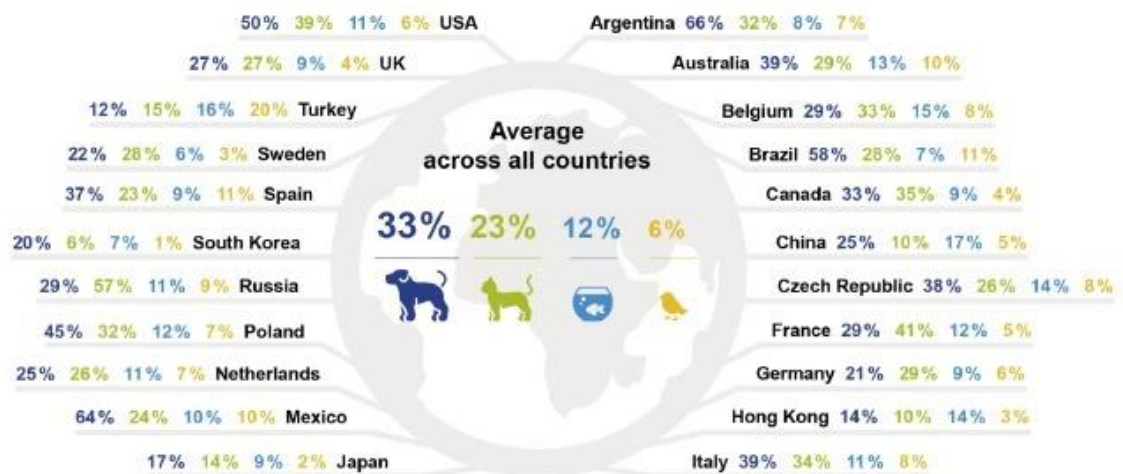 50% 39% 11% 6% USA
27% 27% 9% 4% UK
12% 15% 16% 20% Turkey
22% 28% 6% 3% Sweden
37% 23% 9% 11% Spain
20% 6% 7% 1% South Korea
29% 57% 11% 9% Russia
45% 32% 12% 7% Poland
25% 26% 11% 7% Netherlands
64% 24% 10% 10% Mexico
17% 14% 9% 2% Japan
Average
across all countries
33% 23% 12% 6%
Argentina 66% 32% 8% 7%
Australia 39% 29% 13% 10%
Belgium 29% 33% 15% 8%
Brazil 58% 28% 7% 11%
Canada 33% 35% 9% 4%
China 25% 10% 17% 5%
Czech Republic 38% 26% 14% 8%
France 29% 41% 12% 5%
Germany 21% 29% 9% 6%
Hong Kong 14% 10% 14% 3%
Italy 39% 34% 11% 8%